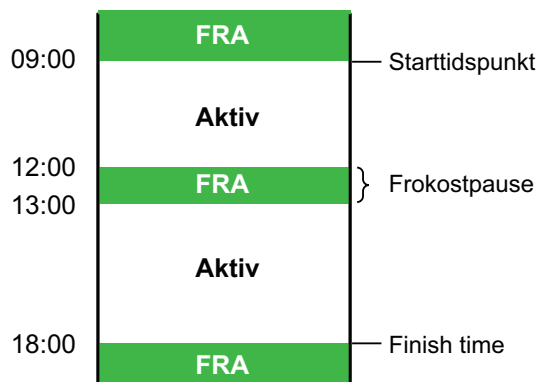 FRA
09:00
Starttidspunkt
Aktiv
12:00
FRA
Frokostpause
13:00
Aktiv
18:00
Finish time
FRA